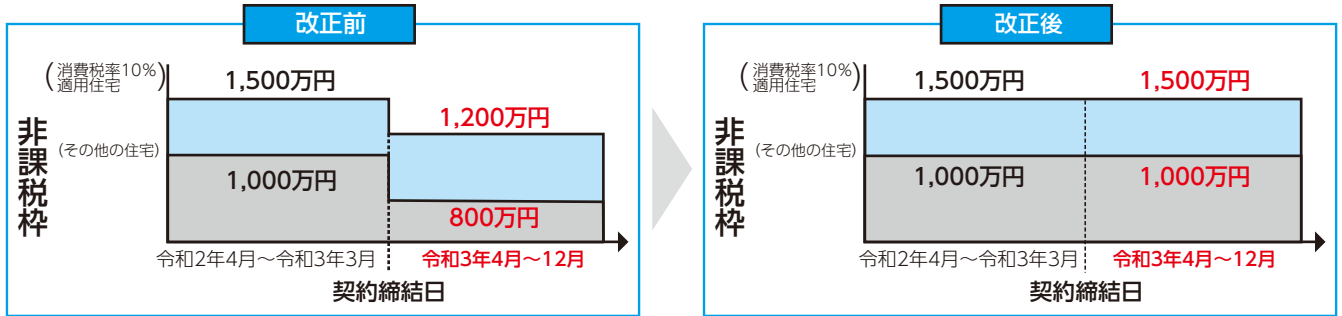 改正前
(消費税率10%
適用住宅)
1,500万円
1,200万円
(その他の住宅)
非課税枠
1,000万円
800万円
令和2年4月～令和3年3月
令和3年4月～12月
契約締結日
改正後
(消費税率10%
適用住宅)
1,500万円
1,500万円
(その他の住宅)
非課税枠
1,000万円
1,000万円
令和2年4月～令和3年3月
令和3年4月～12月
契約締結日